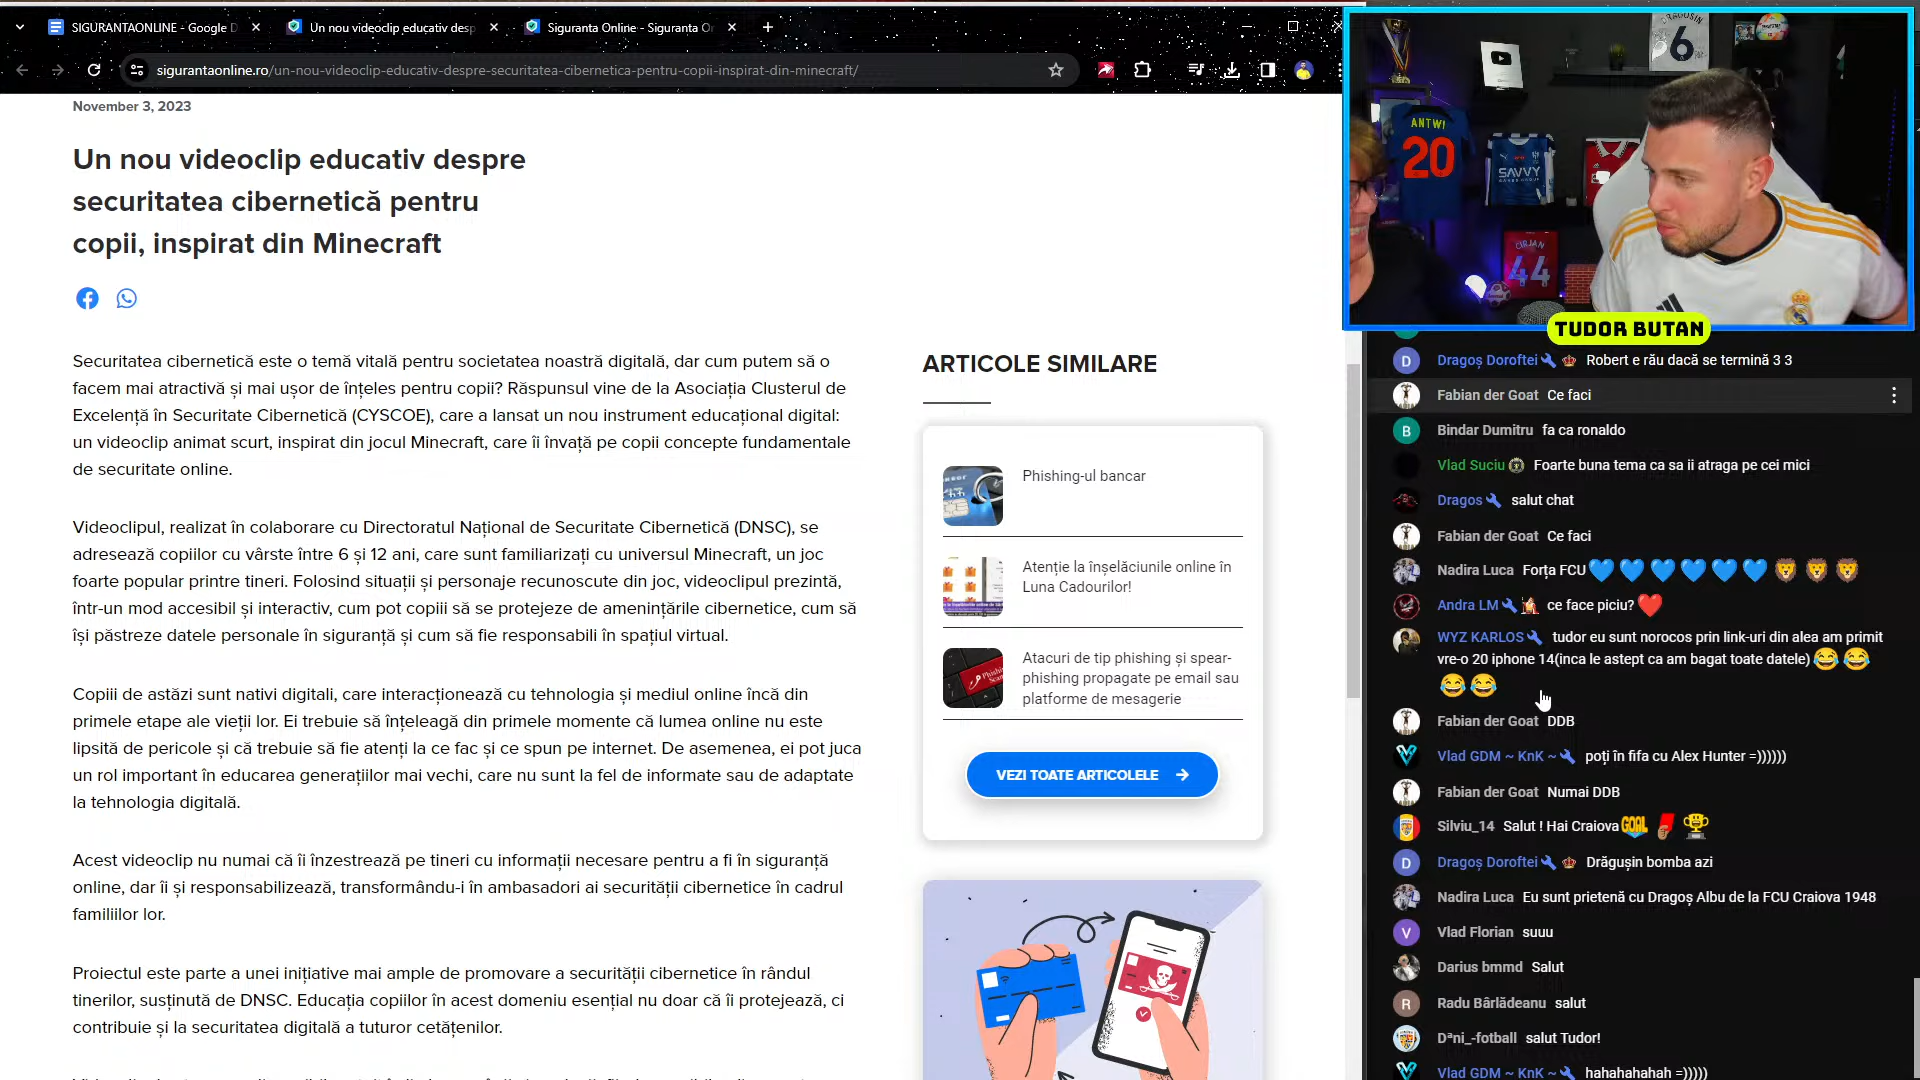 SIGURANTAONLINE - Google D
Un nou videoclip educativ desp
Siguranta Online - Siguranta Or
sigurantaonline.ro/un-nou-videoclip-educativ-despre-securitatea-cibernetica-pentru-copii-inspirat-din-minecraft/
November 3, 2023
Un nou videoclip educativ despre
securitatea cibernetică pentru
copii, inspirat din Minecraft
Securitatea cibernetică este o temă vitală pentru societatea noastră digitală, dar cum putem să o
facem mai atractivă și mai ușor de înțeles pentru copii? Răspunsul vine de la Asociația Clusterul de
Excelență în Securitate Cibernetică (CYSCOE), care a lansat un nou instrument educațional digital:
un videoclip animat scurt, inspirat din jocul Minecraft, care îi învață pe copii concepte fundamentale
de securitate online.
Videoclipul, realizat în colaborare cu Directoratul Național de Securitate Cibernetică (DNSC), se
adresează copiilor cu vârste între 6 și 12 ani, care sunt familiarizați cu universul Minecraft, un joc
foarte popular printre tineri. Folosind situații și personaje recunoscute din joc, videoclipul prezintă,
într-un mod accesibil și interactiv, cum pot copiii să se protejeze de amenințările cibernetice, cum să
își păstreze datele personale în siguranță și cum să fie responsabili în spațiul virtual.
Copiii de astăzi sunt nativi digitali, care interacționează cu tehnologia și mediul online încă din
primele etape ale vieții lor. Ei trebuie să înțeleagă din primele momente că lumea online nu este
lipsită de pericole și că trebuie să fie atenți la ce fac și ce spun pe internet. De asemenea, ei pot juca
un rol important în educarea generațiilor mai vechi, care nu sunt la fel de informate sau de adaptate
la tehnologia digitală.
Acest videoclip nu numai că îi înzestrează pe tineri cu informații necesare pentru a fi în siguranță
online, dar îi și responsabilizează, transformându-i în ambasadori ai securității cibernetice în cadrul
familiilor lor.
Proiectul este parte a unei inițiative mai ample de promovare a securității cibernetice în rândul
tinerilor, susținută de DNSC. Educația copiilor în acest domeniu esențial nu doar că îi protejează, ci
contribuie și la securitatea digitală a tuturor cetățenilor.
ARTICOLE SIMILARE
Phishing-ul bancar
Atenție la înșelăciunile online în
Luna Cadourilor!
Atacuri de tip phishing și spear-
phishing propagate pe email sau
platforme de mesagerie
VEZI TOATE ARTICOLELE
DRAGUSIN
6
ANTWI
20
SAVVY
CIRJAN
44
TUDOR BUTAN
D Dragoș Doroftei Robert e rău dacă se termină 3 3
Fabian der Goat Ce faci
B Bindar Dumitru fa ca ronaldo
Vlad Suciu Foarte buna tema ca sa ii atraga pe cei mici
Dragos salut chat
Fabian der Goat Ce faci
Nadira Luca Forța FCU💙💙💙💙💙💙🦁🦁🦁
Andra LM ce face piciu?❤️
WYZ KARLOS tudor eu sunt norocos prin link-uri din alea am primit
vre-o 20 iphone 14(inca le astept ca am bagat toate datele)😂😂
😂😂
Fabian der Goat DDB
Vlad GDM ~ KnK ~ poți în fifa cu Alex Hunter =))))))
Fabian der Goat Numai DDB
Silviu_14 Salut ! Hai Craiova GOAL
D Dragoș Doroftei Drăgușin bomba azi
Nadira Luca Eu sunt prietenă cu Dragoș Albu de la FCU Craiova 1948
V Vlad Florian suuu
Darius bmmd Salut
R Radu Bârlădeanu salut
Dªni_-fotball salut Tudor!
Vlad GDM ~ KnK ~ hahahahahah =)))))